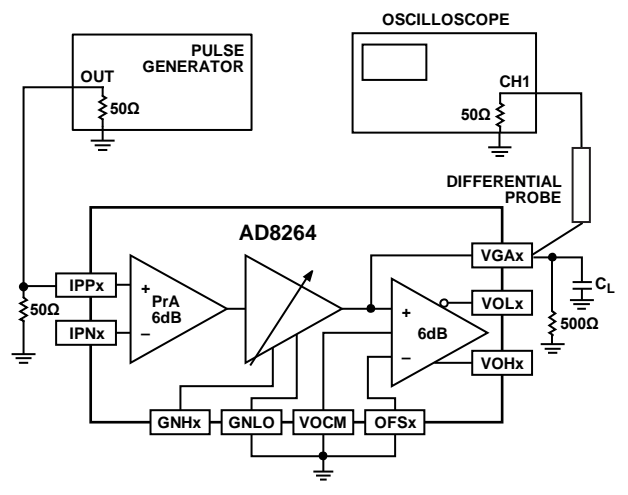 OSCILLOSCOPE
PULSE
GENERATOR
OUT
50Ω
CH1
50Ω
DIFFERENTIAL
PROBE
AD8264
VGAx
IPPx
+
PrA
6dB
–
50Ω
IPNx
+
6dB
–
CL
VOLx
500Ω
VOHx
GNHx
GNLO
VOCM
OFSx